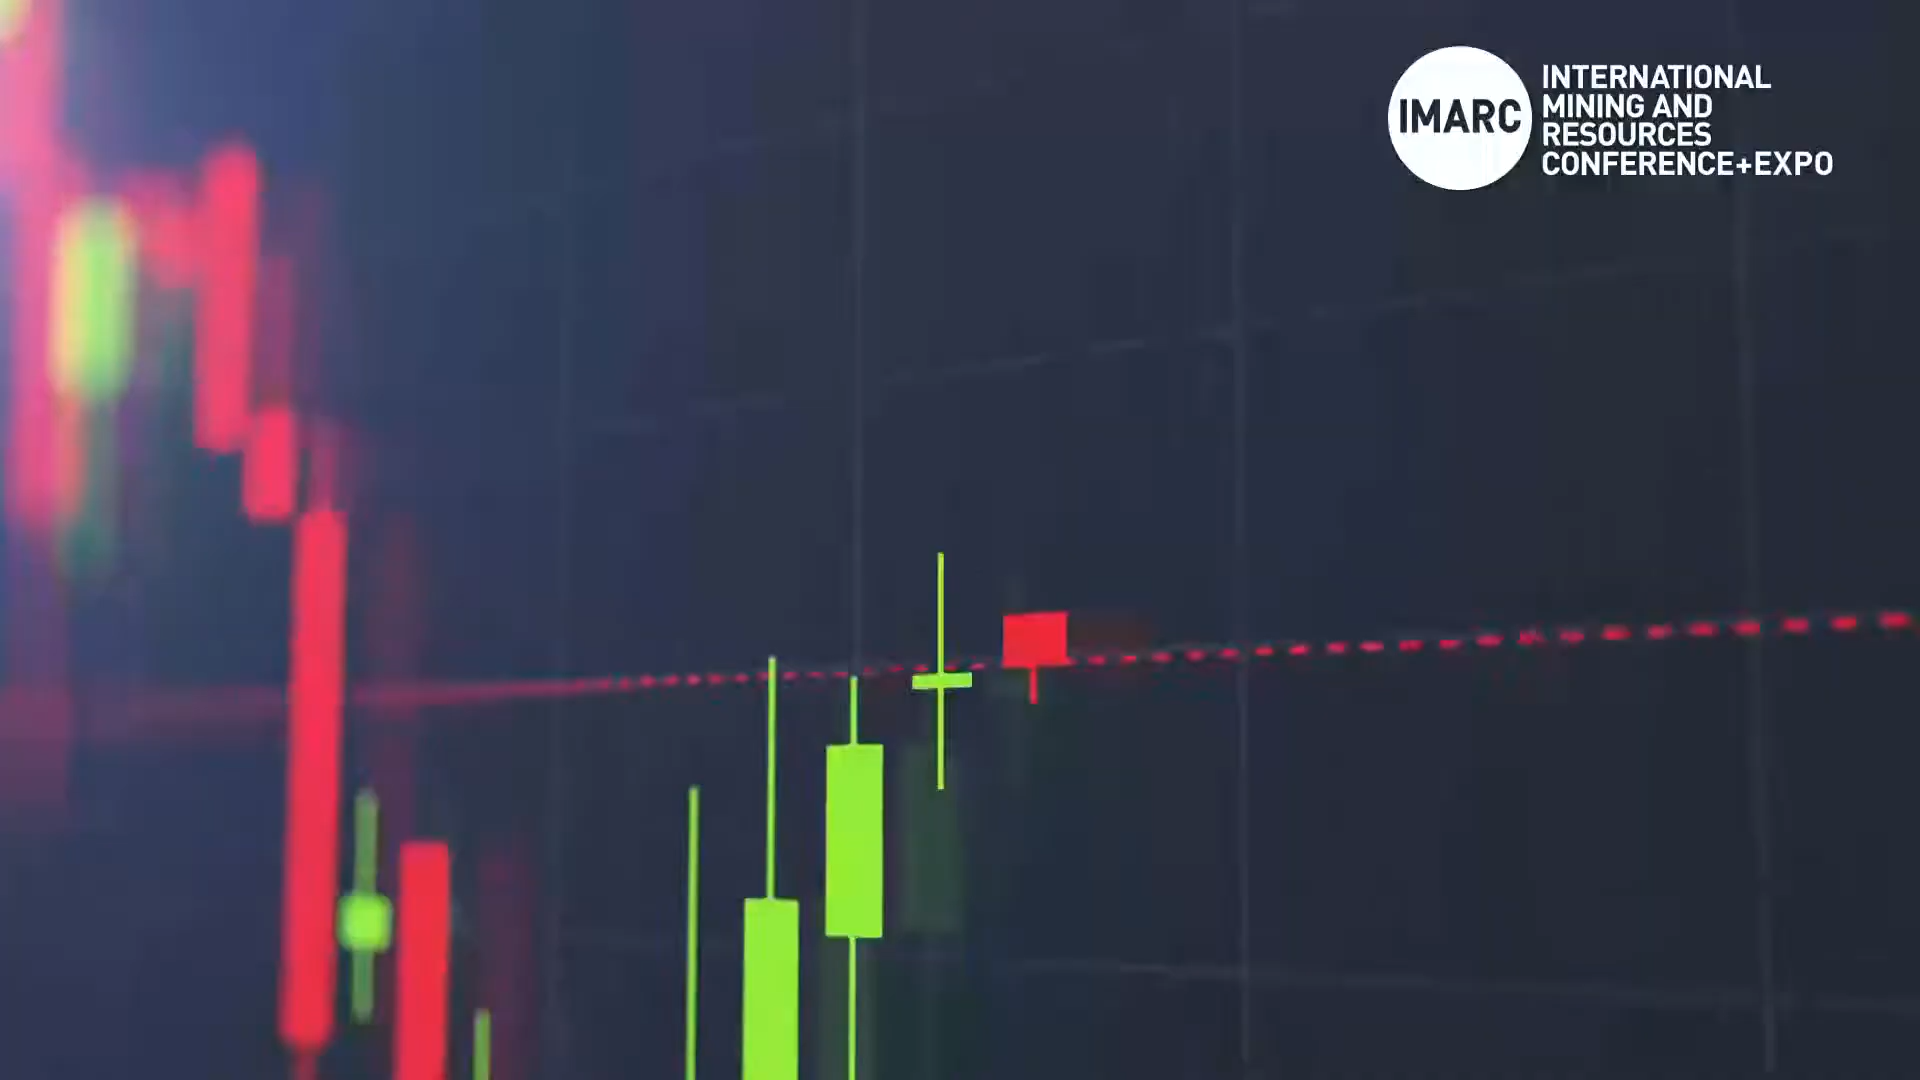 IMARC
INTERNATIONAL
MINING AND
RESOURCES
CONFERENCE+EXPO